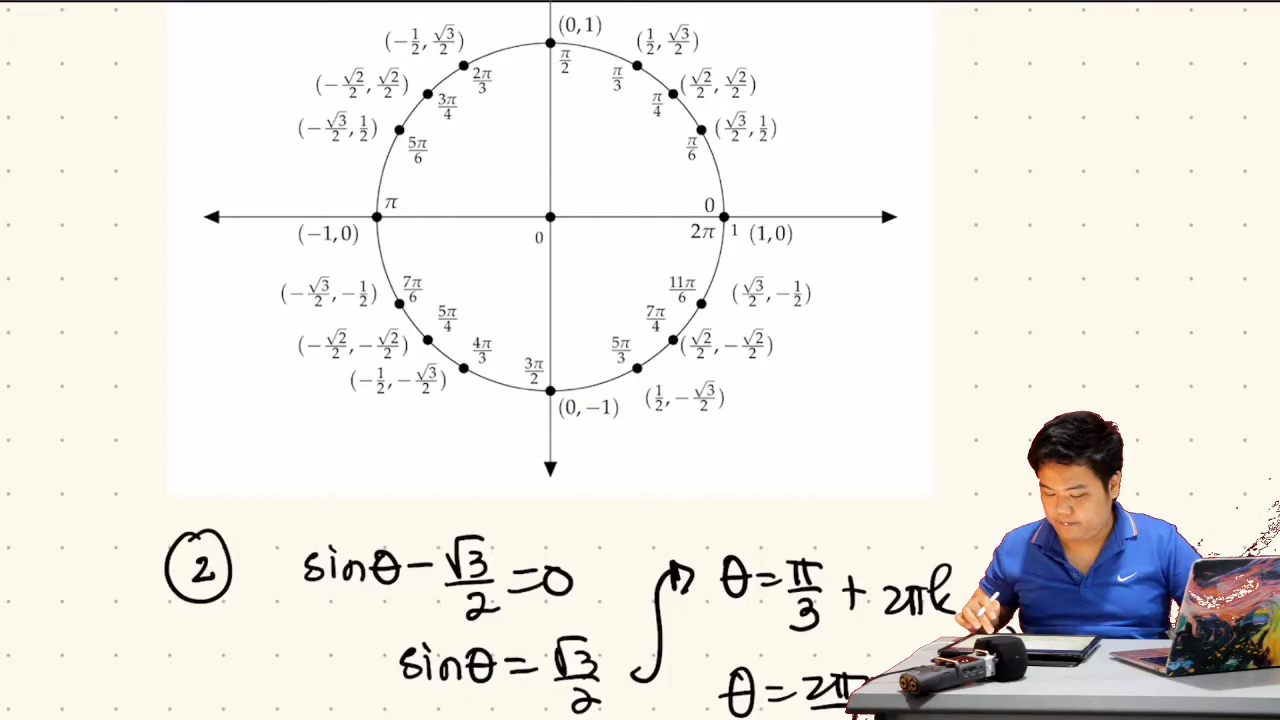 (0, 1)
(−1/2, √3/2) π/2 (1/2, √3/2)
2π/3 π/3
(−√2/2, √2/2) (√2/2, √2/2)
3π/4 π/4
(−√3/2, 1/2) (√3/2, 1/2)
5π/6 π/6
π 0
(−1, 0) 0 2π 1 (1, 0)
(−√3/2, −1/2) 7π/6 11π/6 (√3/2, −1/2)
5π/4 7π/4
(−√2/2, −√2/2) 4π/3 5π/3 (√2/2, −√2/2)
(−1/2, −√3/2) 3π/2 (1/2, −√3/2)
(0, −1)
2 sinθ − √3/2 = 0
θ = π/3 + 2πk
sinθ = √3/2
θ = 2π